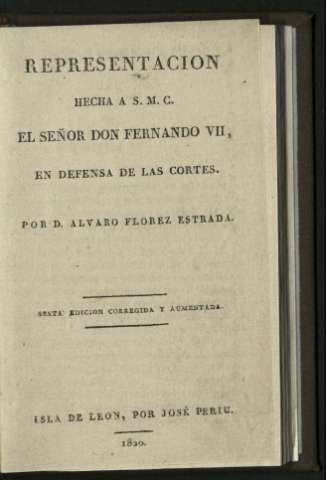 REPRESENTACION
HECHA A S. M. C.
EL SEÑOR DON FERNANDO VII,
EN DEFENSA DE LAS CORTES.
POR D. ALVARO FLOREZ ESTRADA.
SESTA EDICION CORREGIDA Y AUMENTADA.
ISLA DE LEON, POR JOSÉ PERIU.
1820.